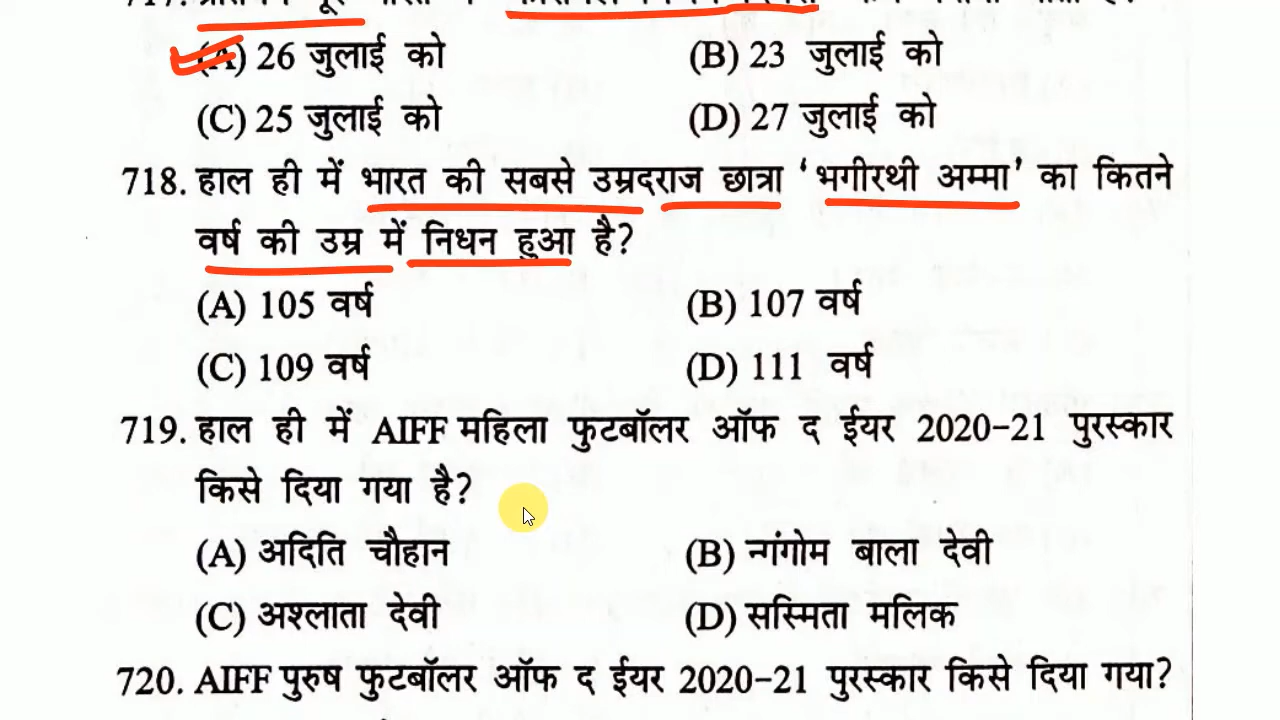 (A) 26 जुलाई को (B) 23 जुलाई को
(C) 25 जुलाई को (D) 27 जुलाई को
718. हाल ही में भारत की सबसे उम्रदराज छात्रा ‘भगीरथी अम्मा’ का कितने
वर्ष की उम्र में निधन हुआ है?
(A) 105 वर्ष (B) 107 वर्ष
(C) 109 वर्ष (D) 111 वर्ष
719. हाल ही में AIFF महिला फुटबॉलर ऑफ द ईयर 2020-21 पुरस्कार
किसे दिया गया है?
(A) अदिति चौहान (B) न्गंगोम बाला देवी
(C) अश्लाता देवी (D) सस्मिता मलिक
720. AIFF पुरुष फुटबॉलर ऑफ द ईयर 2020-21 पुरस्कार किसे दिया गया?